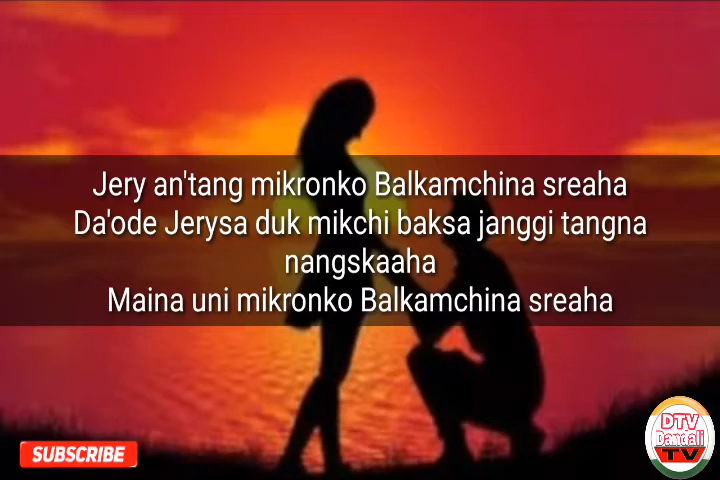 Jery an'tang mikronko Balkamchina sreaha
Da'ode Jerysa duk mikchi baksa janggi tangna
nangskaaha
Maina uni mikronko Balkamchina sreaha
SUBSCRIBE
DTV
Dangali
TV